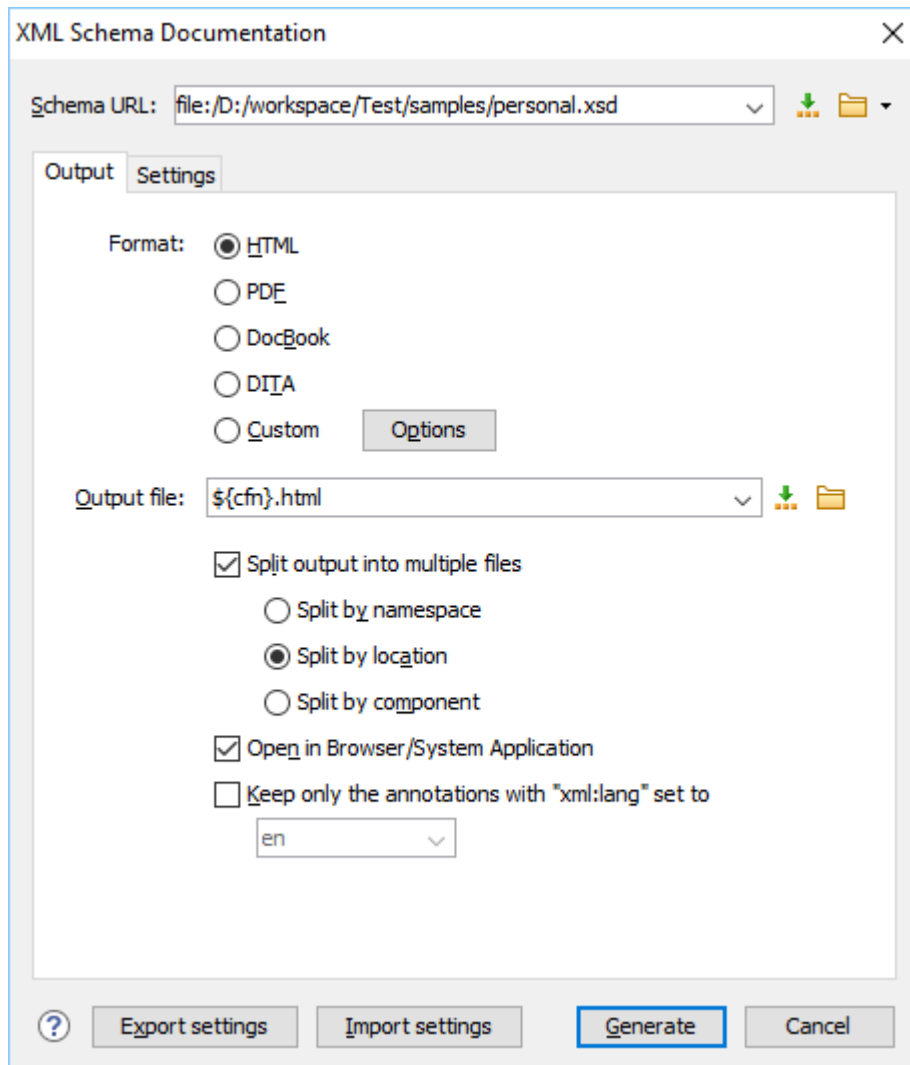 XML Schema Documentation
Schema URL: file:/D:/workspace/Test/samples/personal.xsd
Output Settings
Format: HTML
PDF
DocBook
DITA
Custom Options
Output file: ${cfn}.html
Split output into multiple files
Split by namespace
Split by location
Split by component
Open in Browser/System Application
Keep only the annotations with "xml:lang" set to
en
? Export settings Import settings Generate Cancel